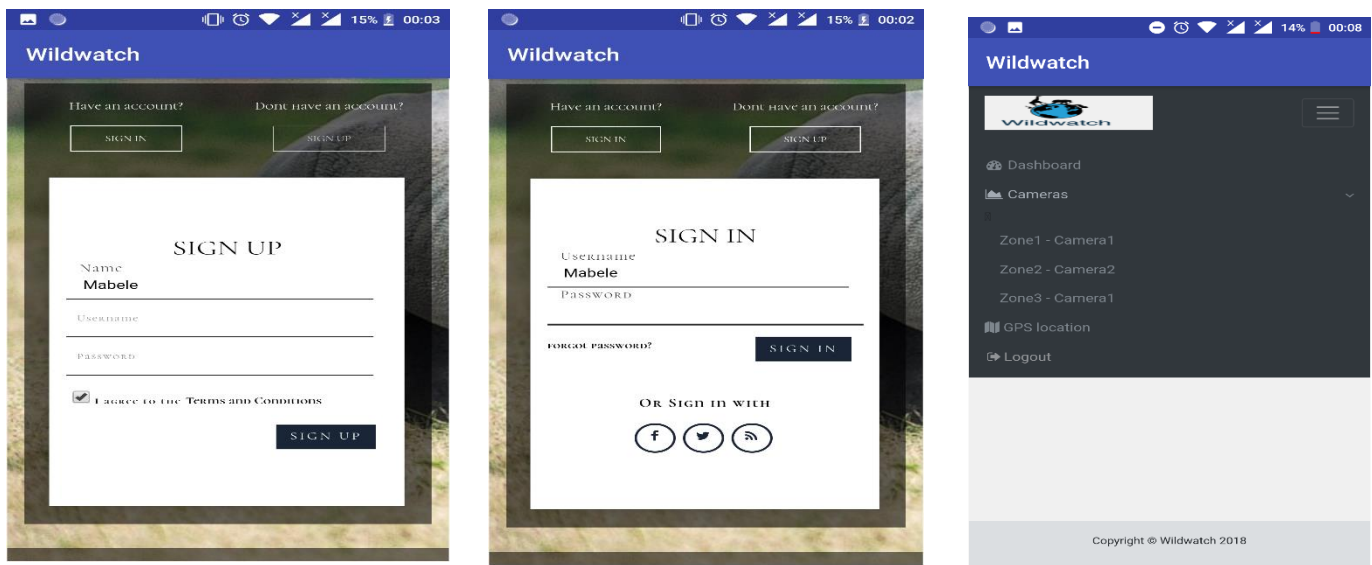 15% 00:03
Wildwatch
Have an account? Dont have an account?
SIGN IN SIGN UP
SIGN UP
Name
Mabele
Username
Password
I agree to the Terms and Conditions
SIGN UP
15% 00:02
Wildwatch
Have an account? Dont have an account?
SIGN IN SIGN UP
SIGN IN
Username
Mabele
Password
FORGOT PASSWORD?
SIGN IN
Or Sign in with
14% 00:08
Wildwatch
Wildwatch
Dashboard
Cameras
Zone1 - Camera1
Zone2 - Camera2
Zone3 - Camera1
GPS location
Logout
Copyright © Wildwatch 2018